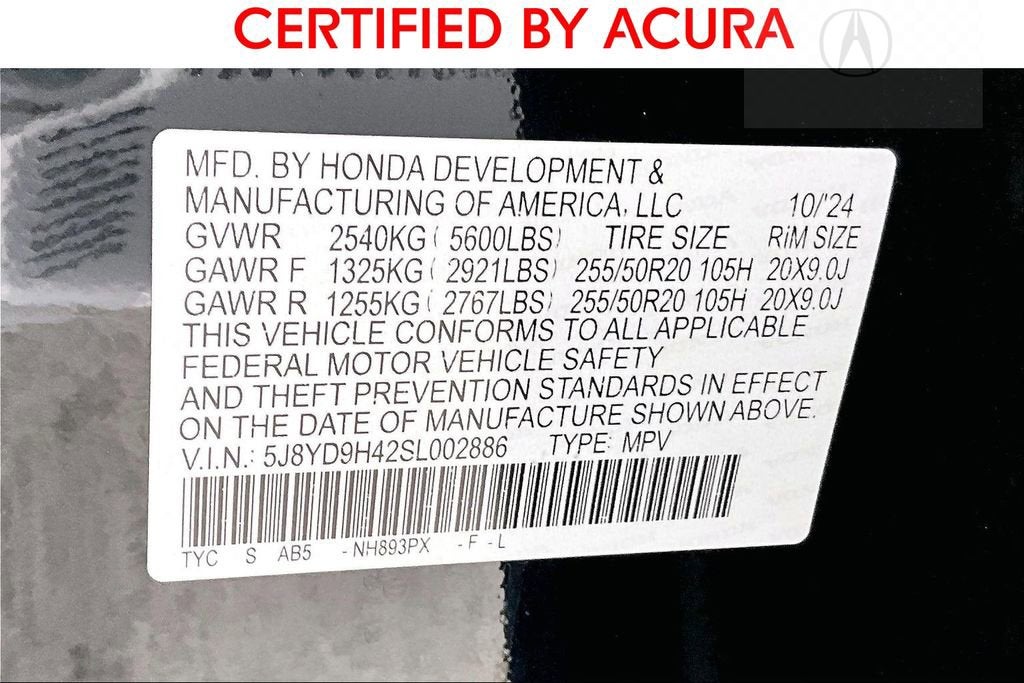 CERTIFIED BY ACURA
MFD. BY HONDA DEVELOPMENT &
MANUFACTURING OF AMERICA, LLC 10/'24
GVWR 2540KG( 5600LBS) TIRE SIZE RIM SIZE
GAWR F 1325KG( 2921LBS) 255/50R20 105H 20X9.0J
GAWR R 1255KG( 2767LBS) 255/50R20 105H 20X9.0J
THIS VEHICLE CONFORMS TO ALL APPLICABLE
FEDERAL MOTOR VEHICLE SAFETY
AND THEFT PREVENTION STANDARDS IN EFFECT
ON THE DATE OF MANUFACTURE SHOWN ABOVE.
V.I.N.: 5J8YD9H42SL002886 TYPE: MPV
TYC S AB5 -NH893PX -F-L